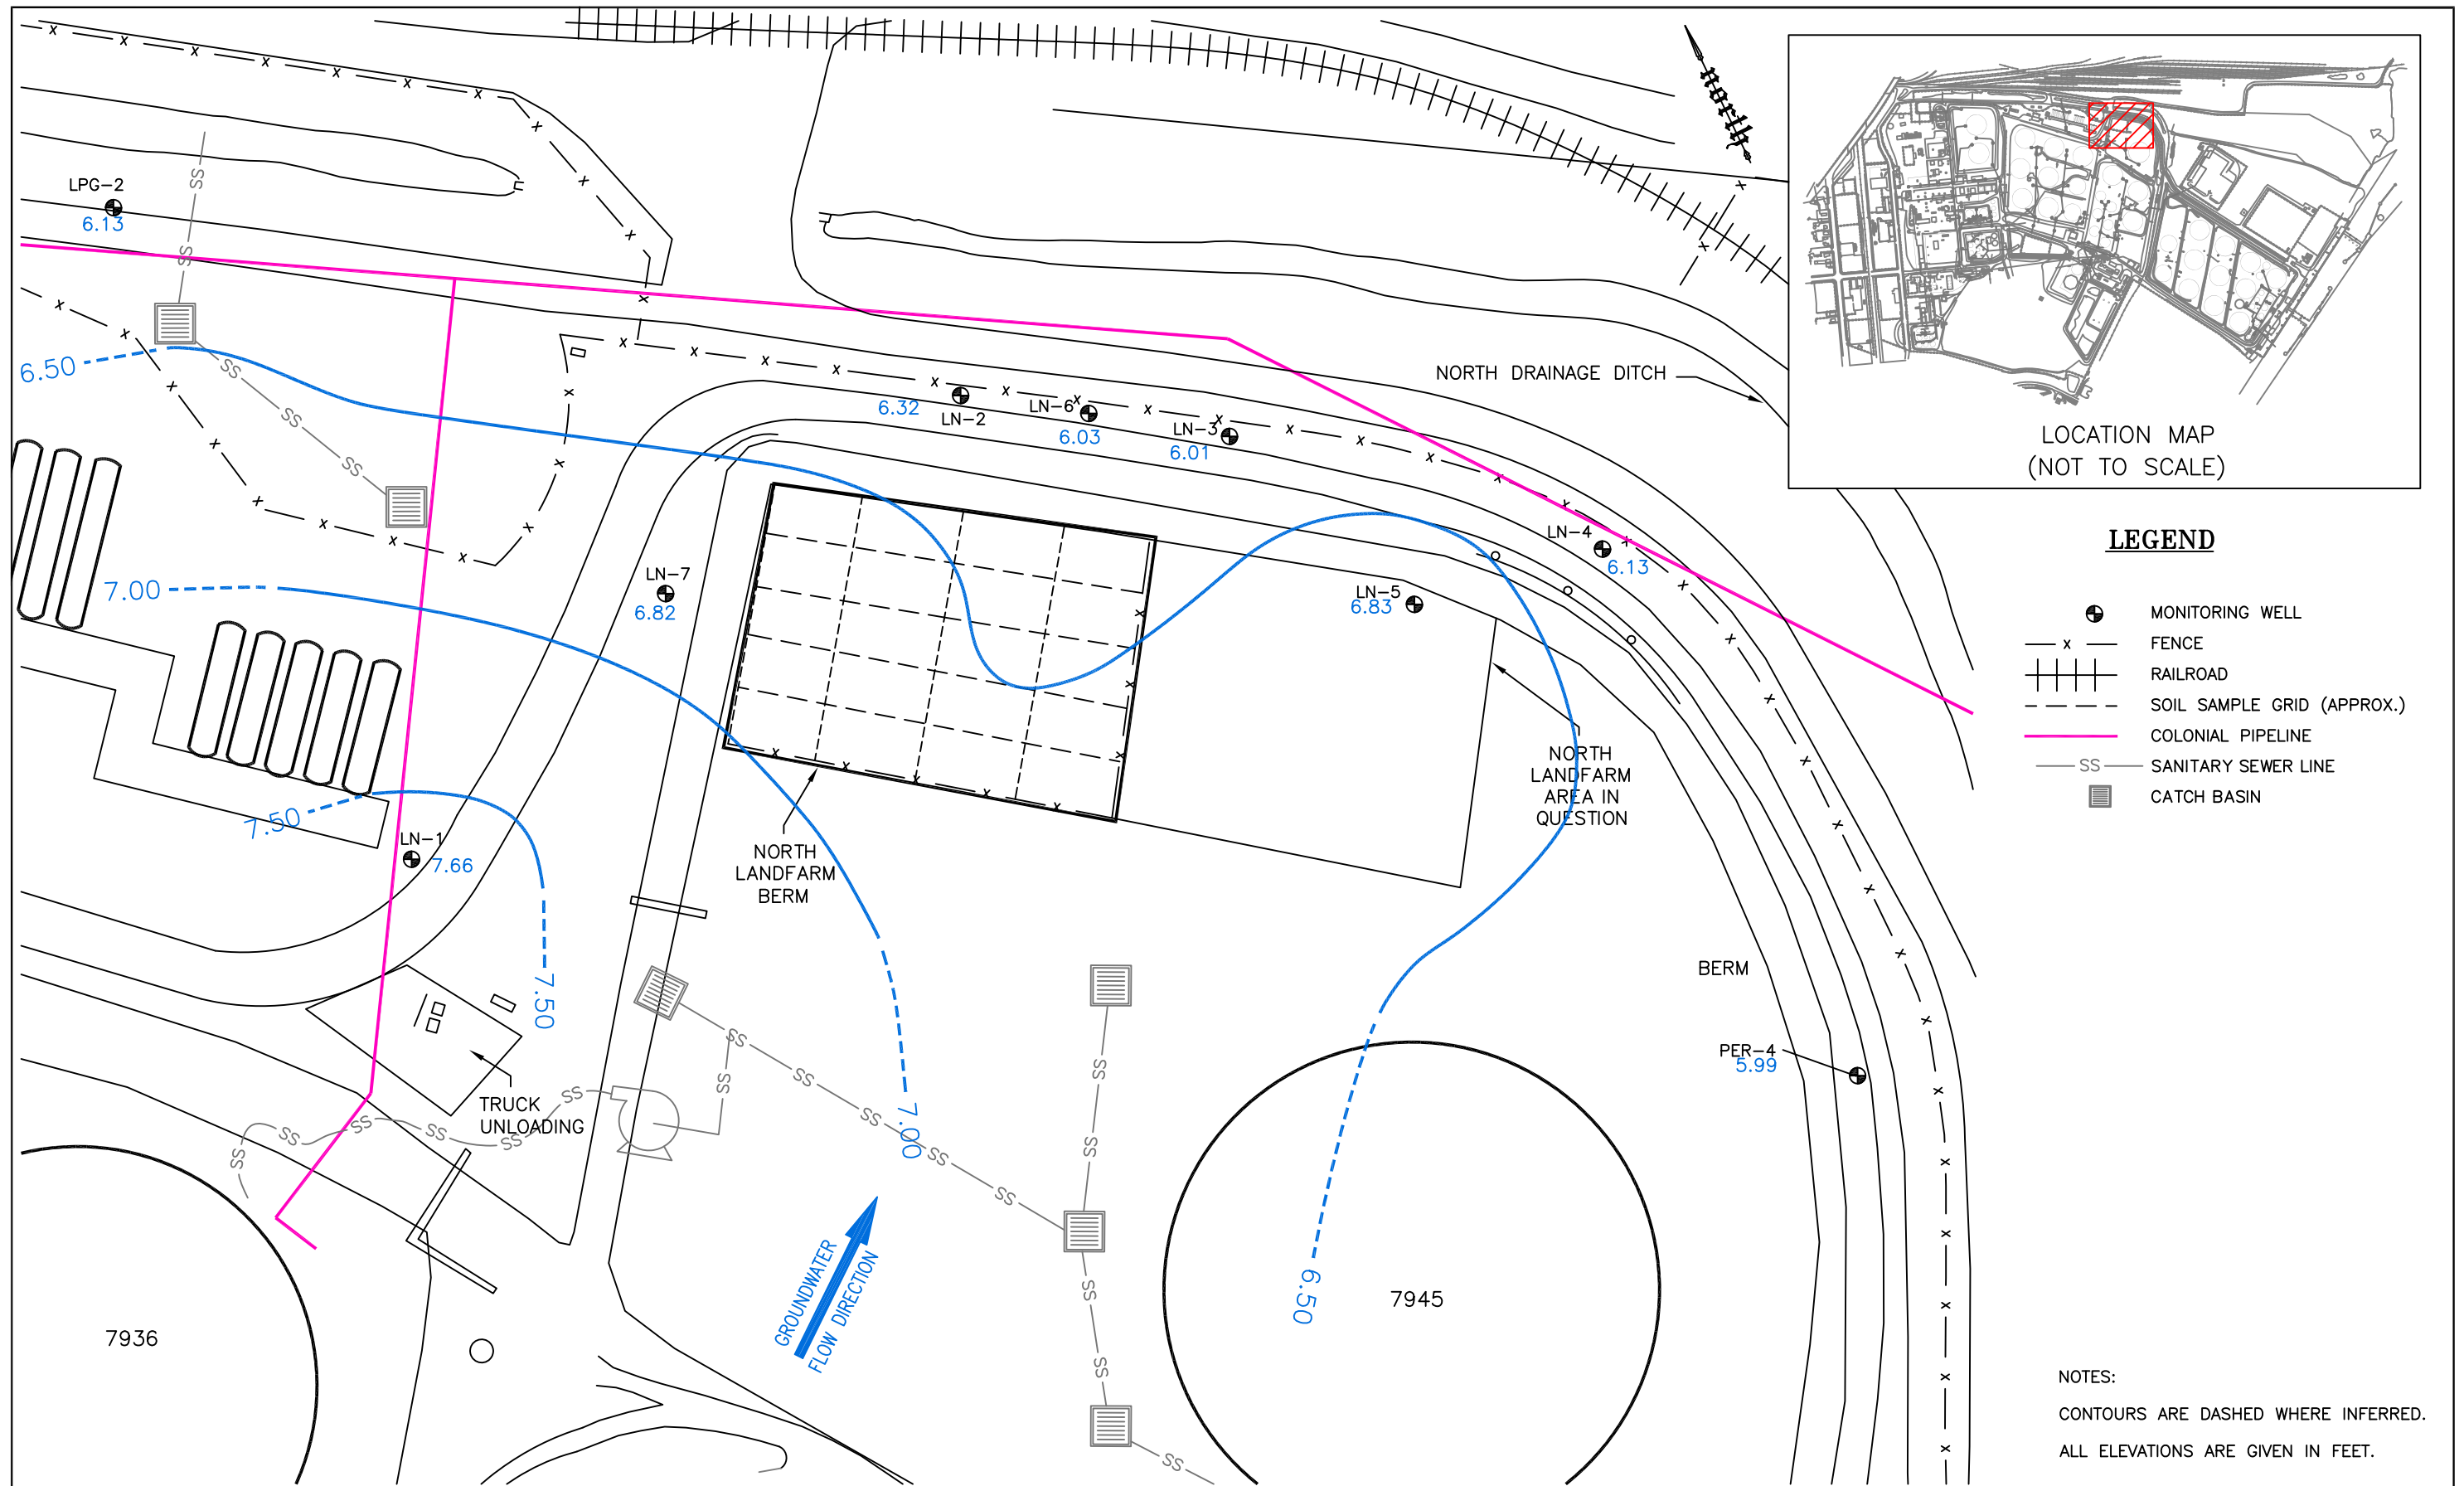 north
LPG-2
6.13
6.50
NORTH DRAINAGE DITCH
LOCATION MAP
(NOT TO SCALE)
6.32
LN-2
LN-6
6.03
LN-3
6.01
LN-4
6.13
LN-7
6.82
LN-5
6.83
7.00
7.50
LN-1
7.66
NORTH
LANDFARM
BERM
NORTH
LANDFARM
AREA IN
QUESTION
LEGEND
MONITORING WELL
x
FENCE
RAILROAD
SOIL SAMPLE GRID (APPROX.)
COLONIAL PIPELINE
SS
SANITARY SEWER LINE
CATCH BASIN
BERM
PER-4
5.99
7.50
TRUCK
UNLOADING
7.00
GROUNDWATER
FLOW DIRECTION
6.50
7945
7936
NOTES:
CONTOURS ARE DASHED WHERE INFERRED.
ALL ELEVATIONS ARE GIVEN IN FEET.